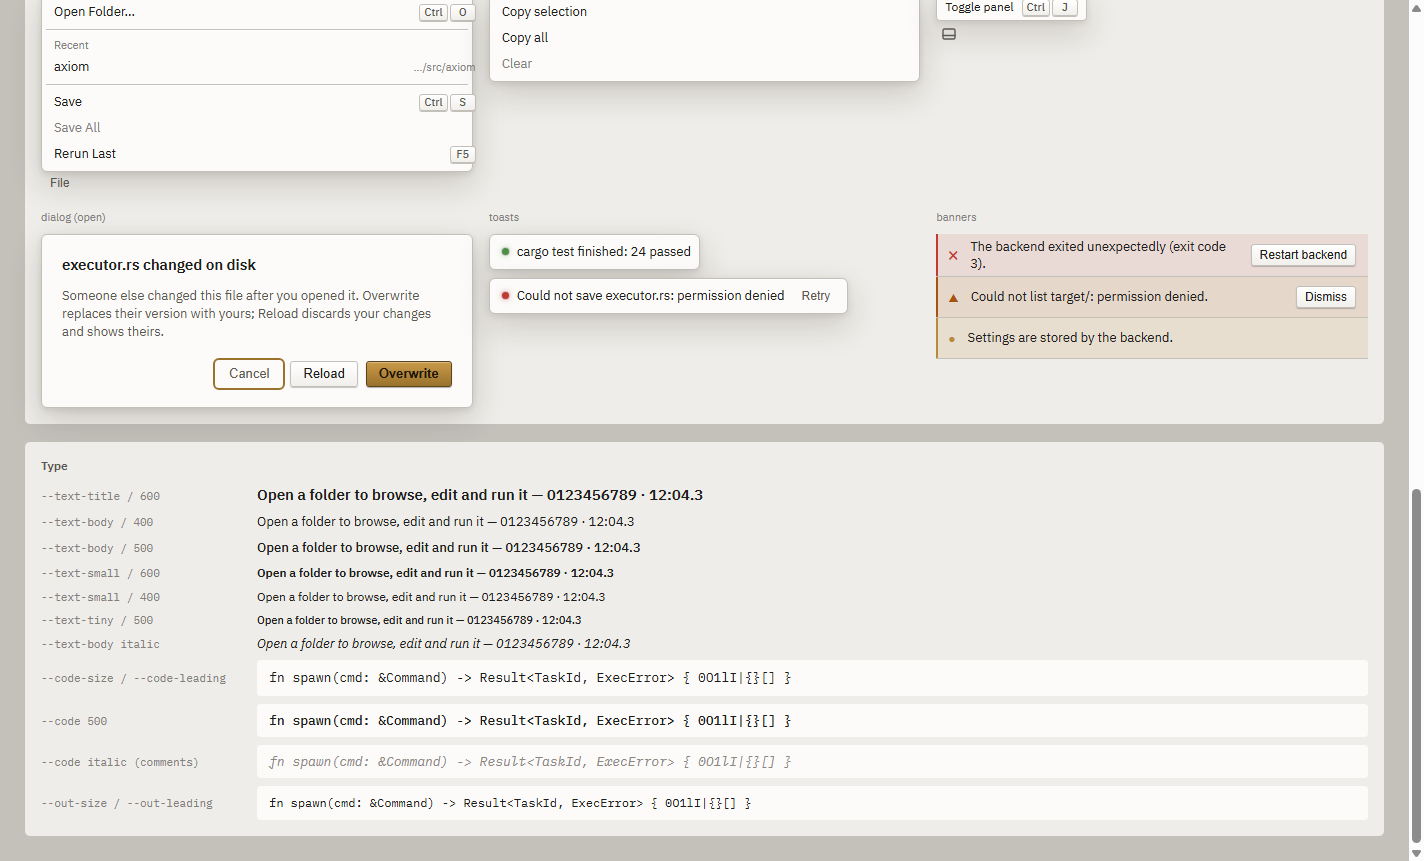 Open Folder... Ctrl O
Recent
axiom .../src/axiom
Save Ctrl S
Save All
Rerun Last F5
File
Copy selection
Copy all
Clear
Toggle panel Ctrl J
dialog (open)
executor.rs changed on disk
Someone else changed this file after you opened it. Overwrite
replaces their version with yours; Reload discards your changes
and shows theirs.
Cancel Reload Overwrite
toasts
cargo test finished: 24 passed
Could not save executor.rs: permission denied Retry
banners
The backend exited unexpectedly (exit code
3).
Restart backend
Could not list target/: permission denied. Dismiss
Settings are stored by the backend.
Type
--text-title / 600 Open a folder to browse, edit and run it — 0123456789 · 12:04.3
--text-body / 400 Open a folder to browse, edit and run it — 0123456789 · 12:04.3
--text-body / 500 Open a folder to browse, edit and run it — 0123456789 · 12:04.3
--text-small / 600 Open a folder to browse, edit and run it — 0123456789 · 12:04.3
--text-small / 400 Open a folder to browse, edit and run it — 0123456789 · 12:04.3
--text-tiny / 500 Open a folder to browse, edit and run it — 0123456789 · 12:04.3
--text-body italic Open a folder to browse, edit and run it — 0123456789 · 12:04.3
--code-size / --code-leading fn spawn(cmd: &Command) -> Result<TaskId, ExecError> { 0O1lI|{}[] }
--code 500 fn spawn(cmd: &Command) -> Result<TaskId, ExecError> { 0O1lI|{}[] }
--code italic (comments) fn spawn(cmd: &Command) -> Result<TaskId, ExecError> { 0O1lI|{}[] }
--out-size / --out-leading fn spawn(cmd: &Command) -> Result<TaskId, ExecError> { 0O1lI|{}[] }